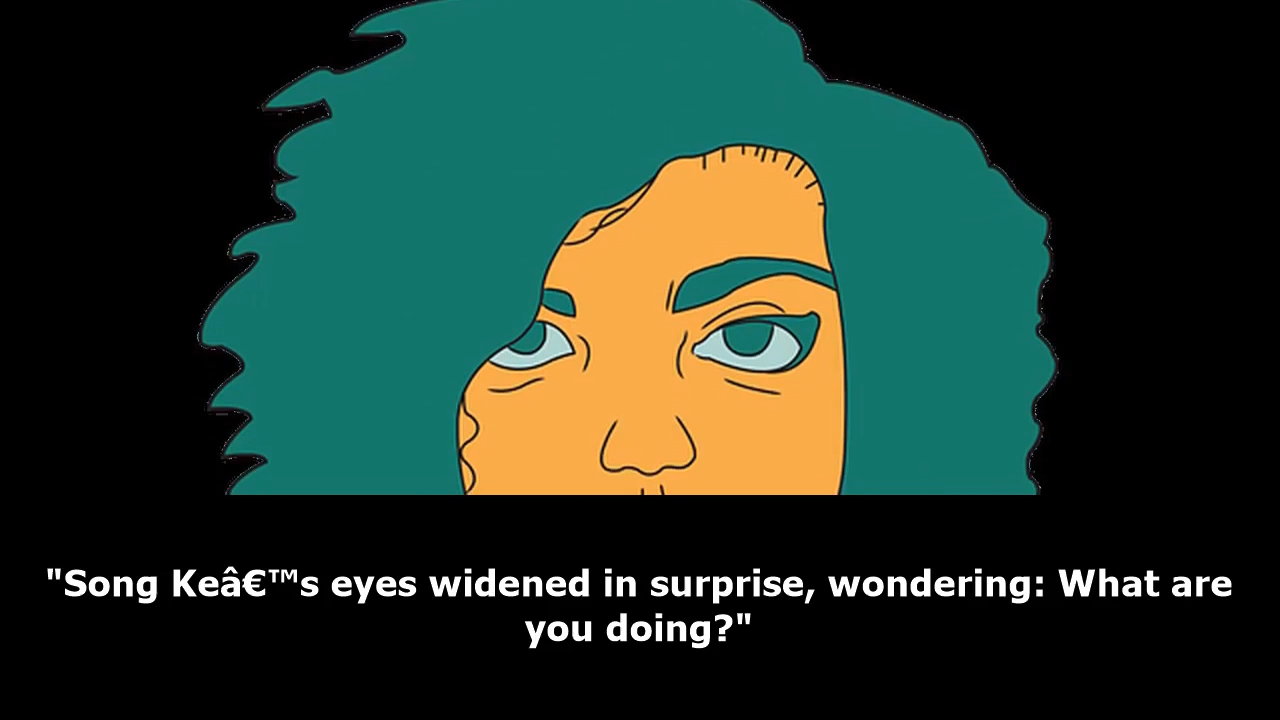 "Song Keâ€™s eyes widened in surprise, wondering: What are
you doing?"